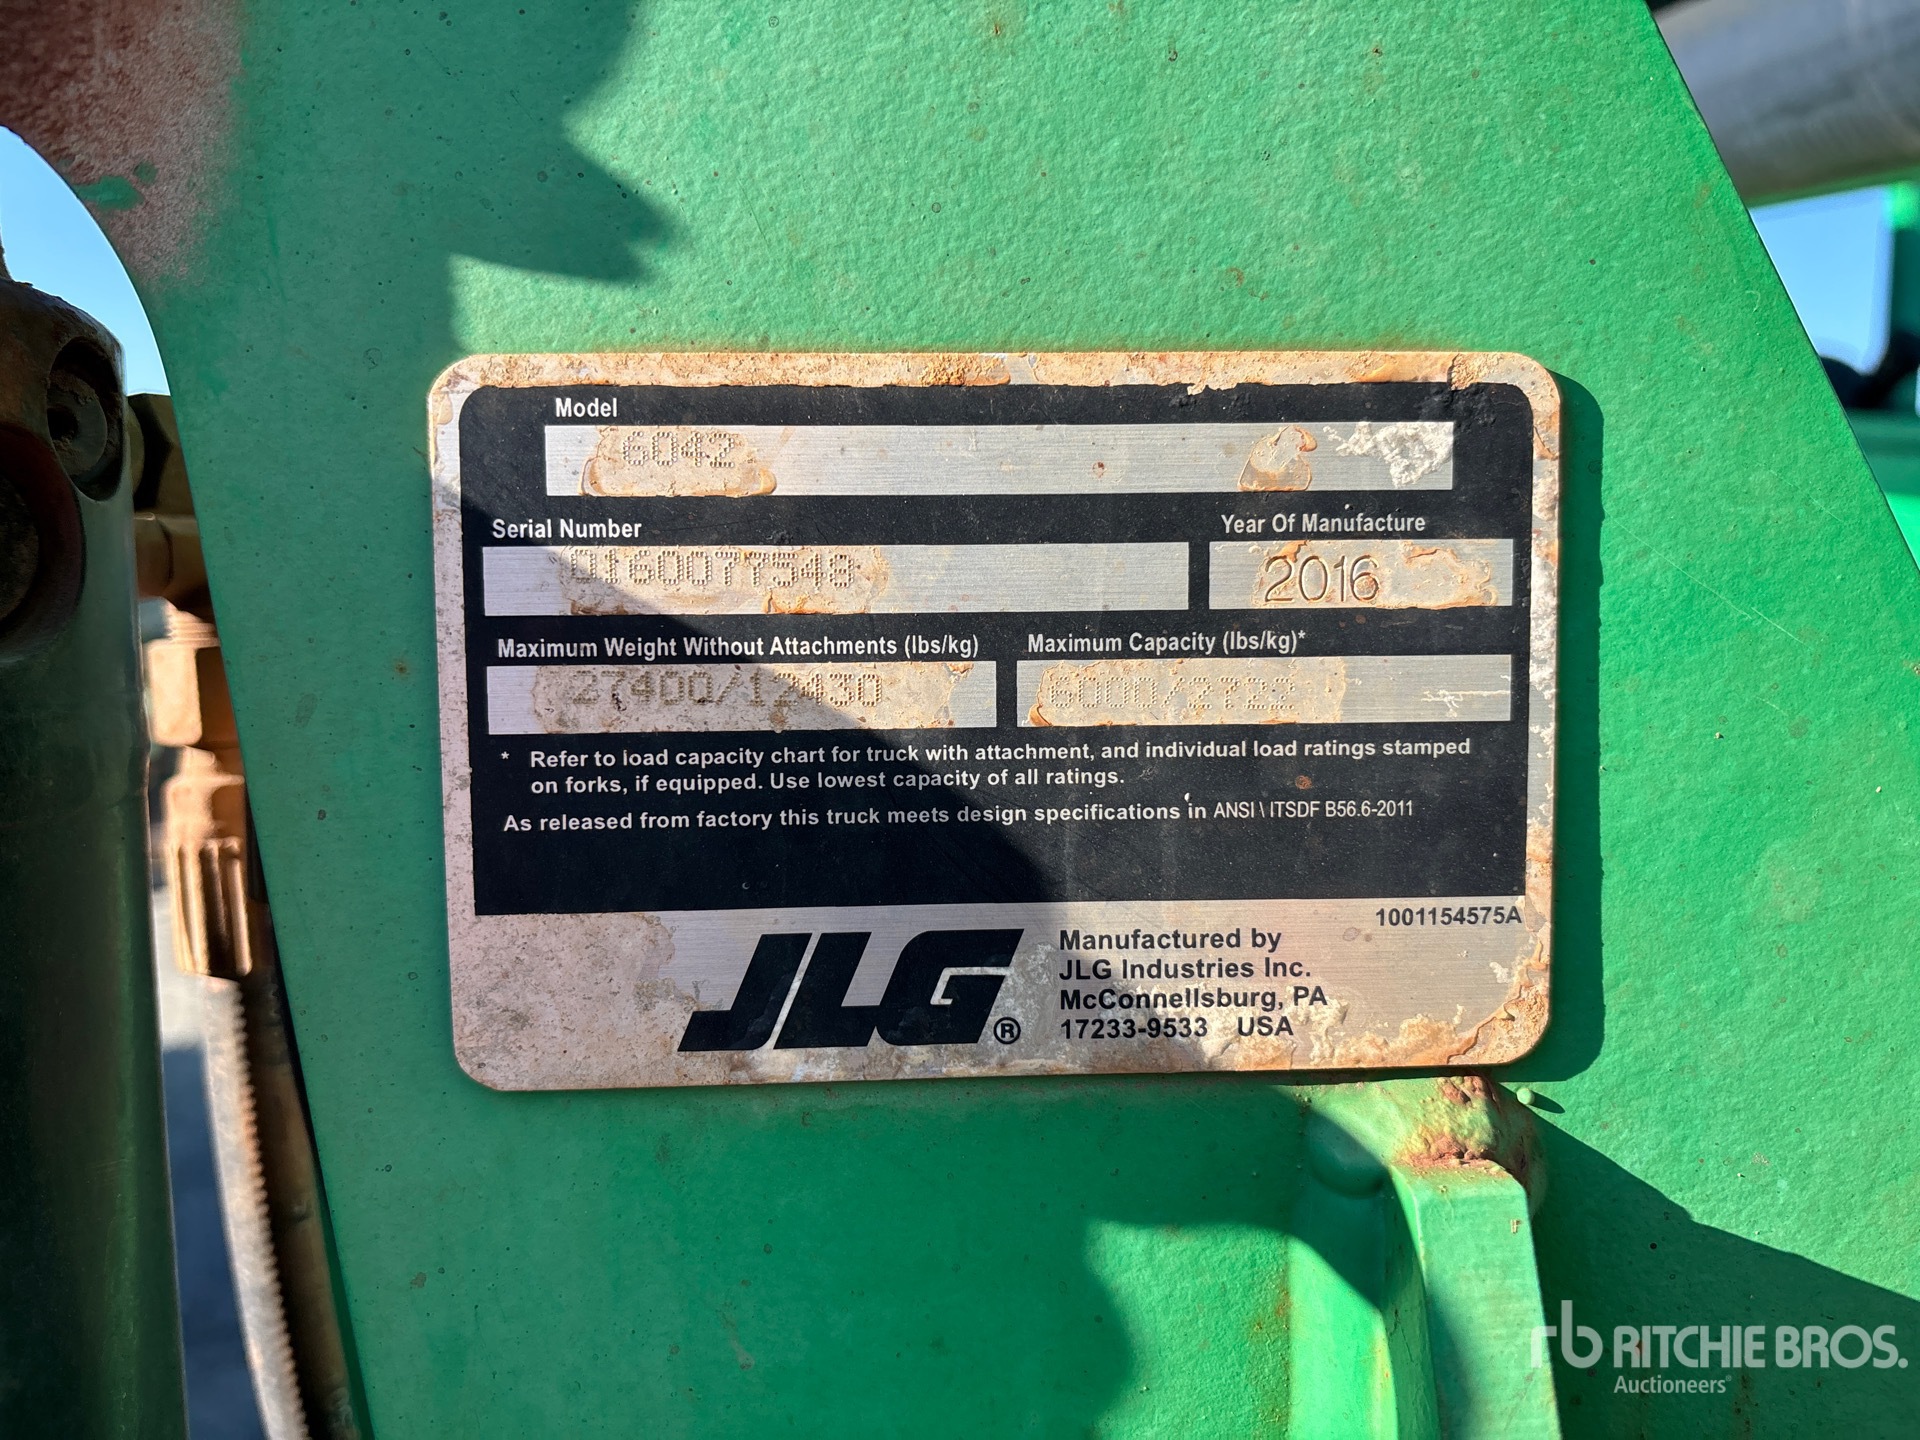 Model
6042
Serial Number
Year Of Manufacture
0160077548
2016
Maximum Weight Without Attachments (lbs/kg)
Maximum Capacity (lbs/kg)*
27400/12430
6000/2722
* Refer to load capacity chart for truck with attachment, and individual load ratings stamped
on forks, if equipped. Use lowest capacity of all ratings.
As released from factory this truck meets design specifications in ANSI \ ITSDF B56.6-2011
1001154575A
JLG®
Manufactured by
JLG Industries Inc.
McConnellsburg, PA
17233-9533 USA
rb RITCHIE BROS.
Auctioneers